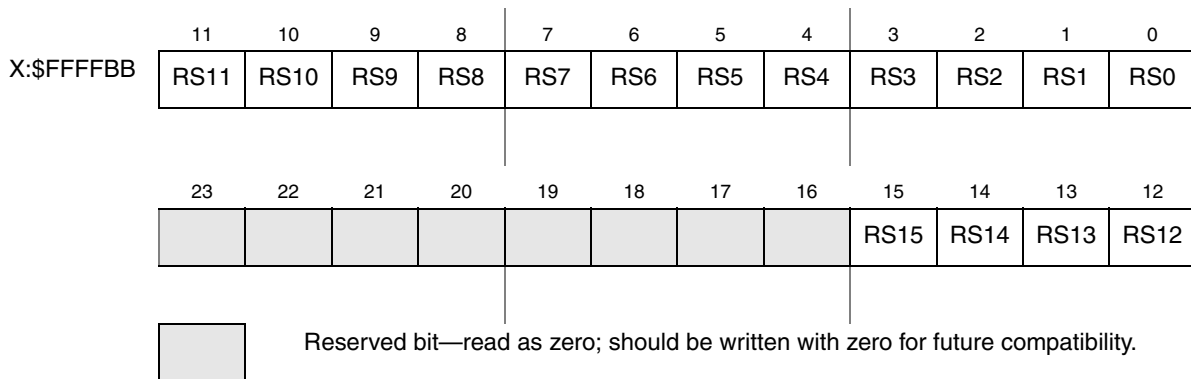 11 10 9 8 7 6 5 4 3 2 1 0
X:$FFFFBB RS11 RS10 RS9 RS8 RS7 RS6 RS5 RS4 RS3 RS2 RS1 RS0
23 22 21 20 19 18 17 16 15 14 13 12
RS15 RS14 RS13 RS12
Reserved bit—read as zero; should be written with zero for future compatibility.